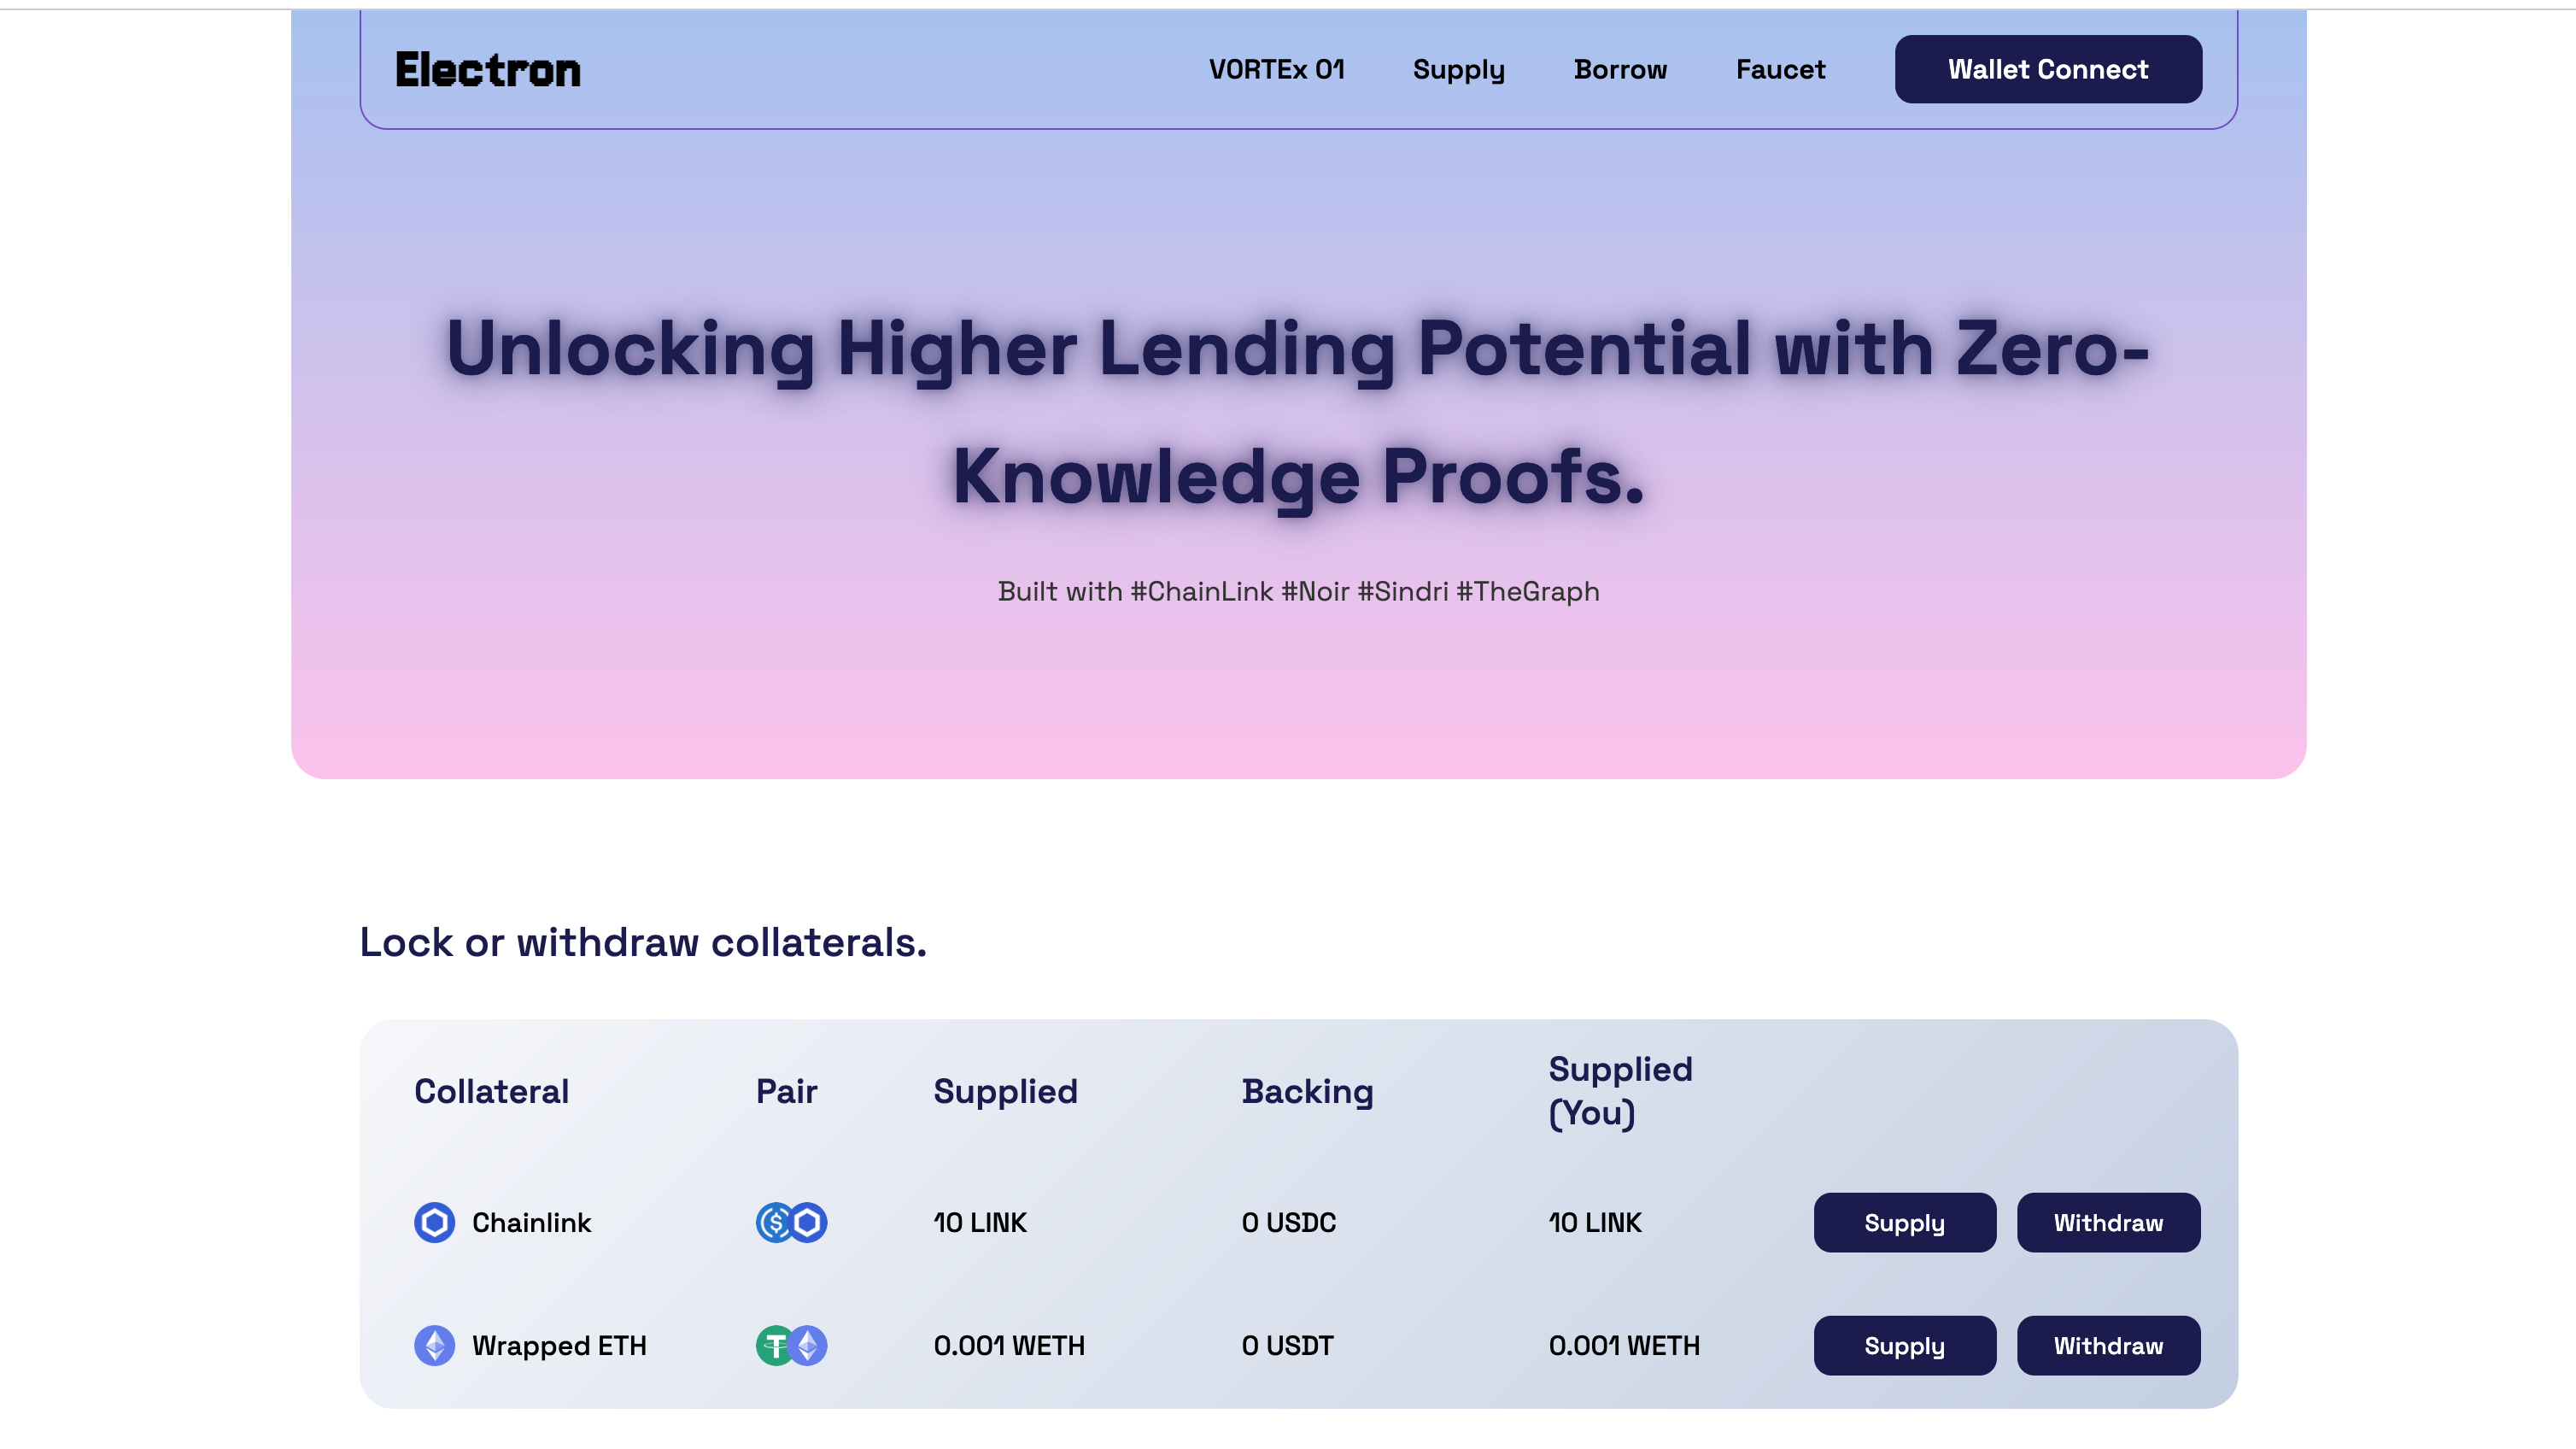 Electron
VORTEx 01
Supply
Borrow
Faucet
Wallet Connect
Unlocking Higher Lending Potential with Zero-
Knowledge Proofs.
Built with #ChainLink #Noir #Sindri #TheGraph
Lock or withdraw collaterals.
Collateral
Pair
Supplied
Backing
Supplied
(You)
Chainlink
10 LINK
0 USDC
10 LINK
Supply
Withdraw
Wrapped ETH
0.001 WETH
0 USDT
0.001 WETH
Supply
Withdraw